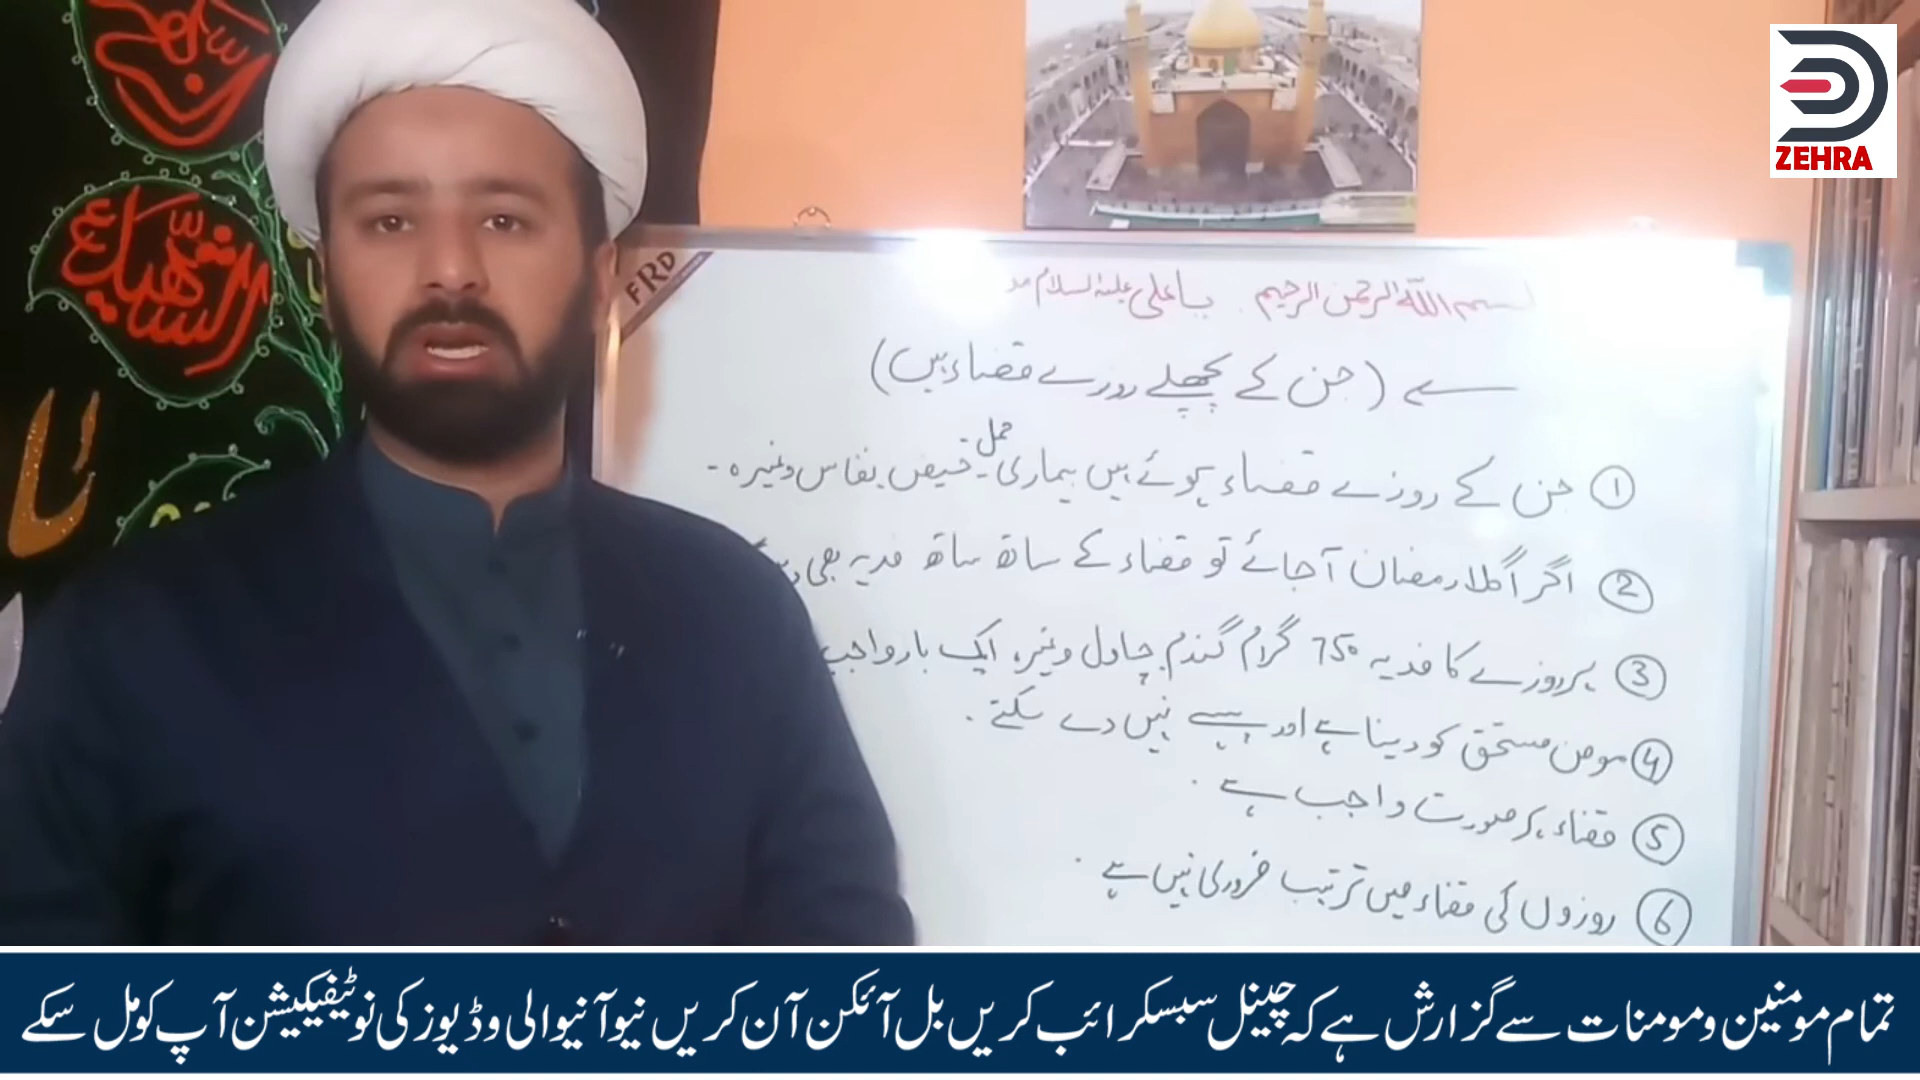 ZEHRA
FRD
بسم اللہ الرحمن الرحیم یا علی علیہ السلام مدد
(جن کے پچھلے روزے قضاء ہیں)
① جن کے روزے قضاء ہوئے ہیں بیماری حمل۔ حیض نفاس وغیرہ۔
② اگر اگلا رمضان آجائے تو قضاء کے ساتھ ساتھ فدیہ بھی
③ ہر روزے کا فدیہ 750 گرام گندم چاول وغیرہ ایک بار واجب
④ مومن مستحق کو دینا ہے اور پیسے نہیں دے سکتے۔
⑤ قضاء ہر صورت واجب ہے۔
⑥ روزوں کی قضاء میں ترتیب ضروری نہیں ہے۔
تمام مومنین ومومنات سے گزارش ہے کہ چینل سبسکرائب کریں بل آئکن آن کریں نیو آنیوالی وڈیوز کی نوٹیفیکیشن آپ کو مل سکے